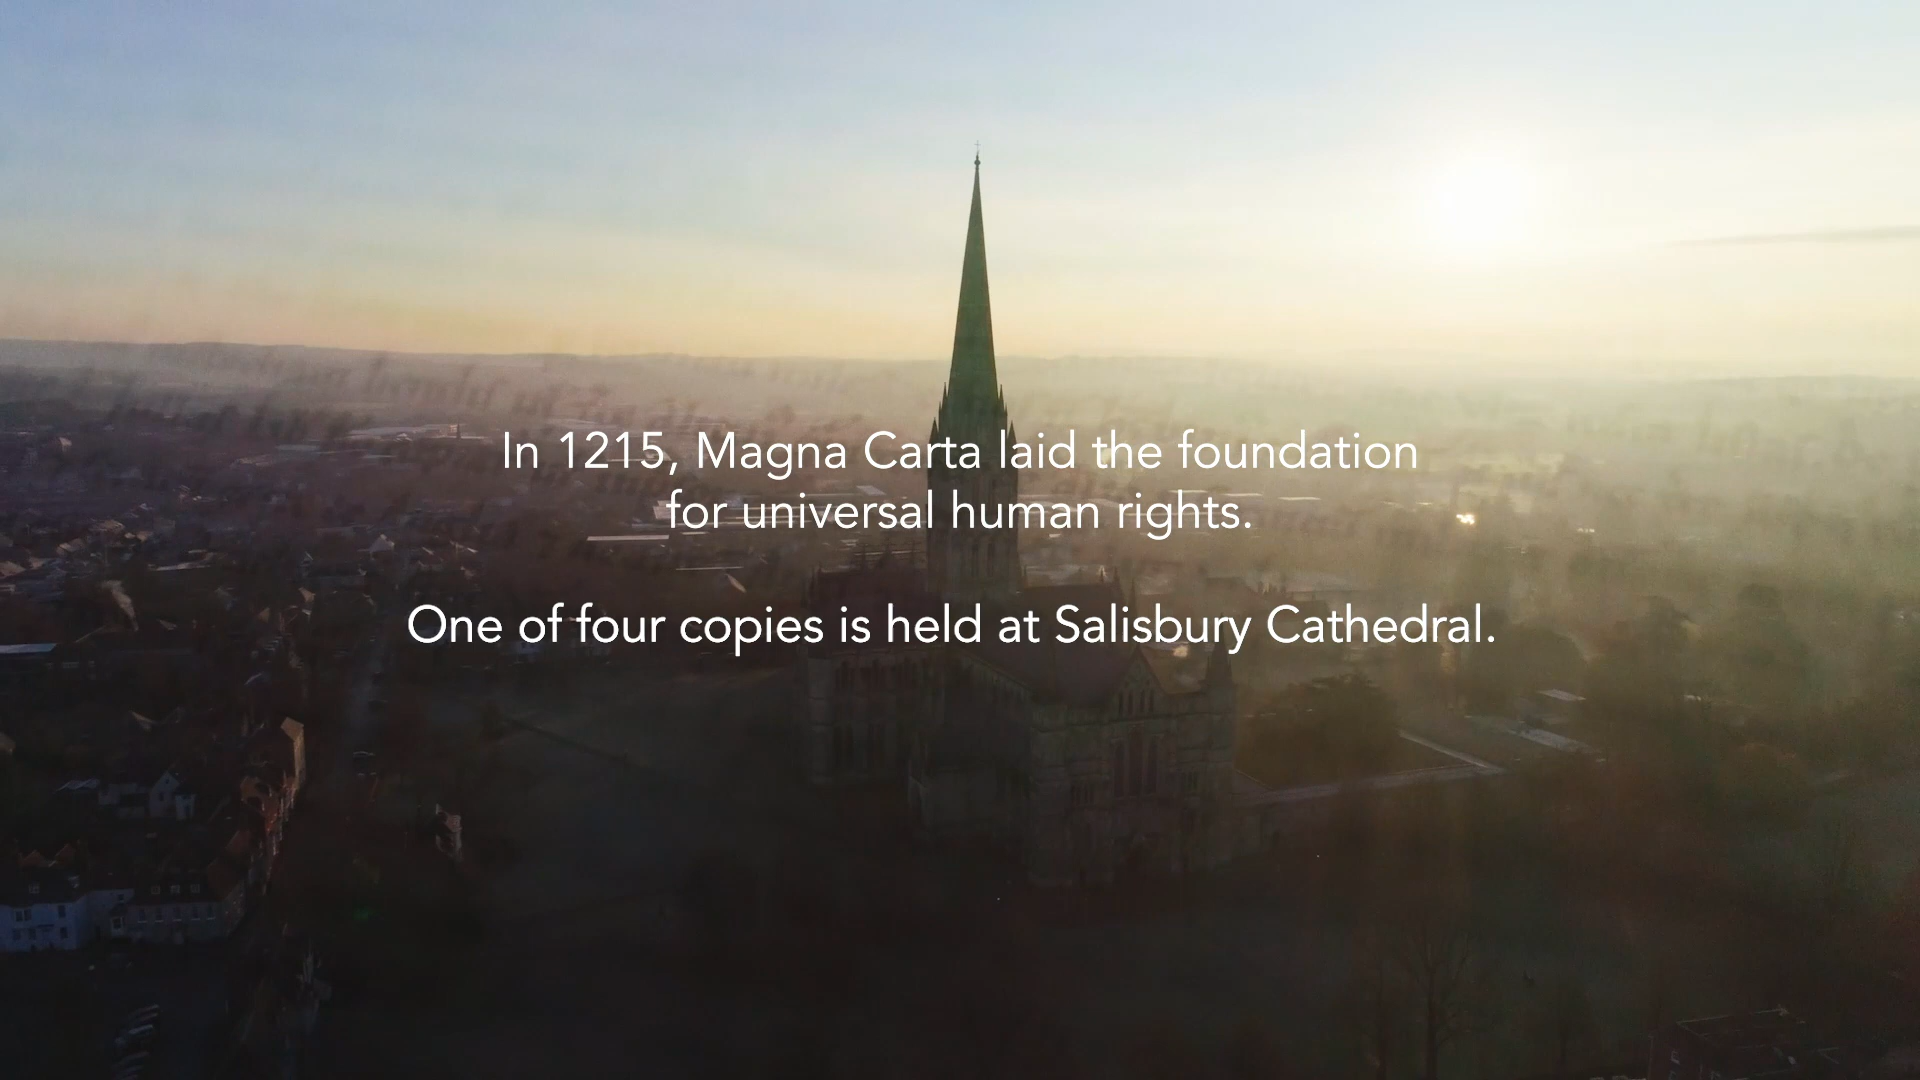 In 1215, Magna Carta laid the foundation
for universal human rights.
One of four copies is held at Salisbury Cathedral.